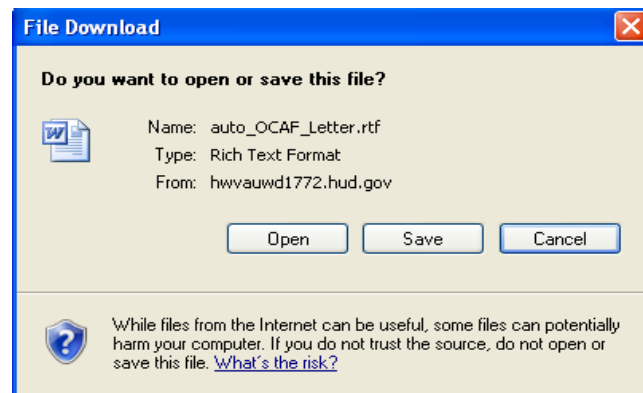 File Download
Do you want to open or save this file?
Name: auto_OCAF_Letter.rtf
Type: Rich Text Format
From: hwvauwd1772.hud.gov
Open Save Cancel
While files from the Internet can be useful, some files can potentially
harm your computer. If you do not trust the source, do not open or
save this file. What's the risk?